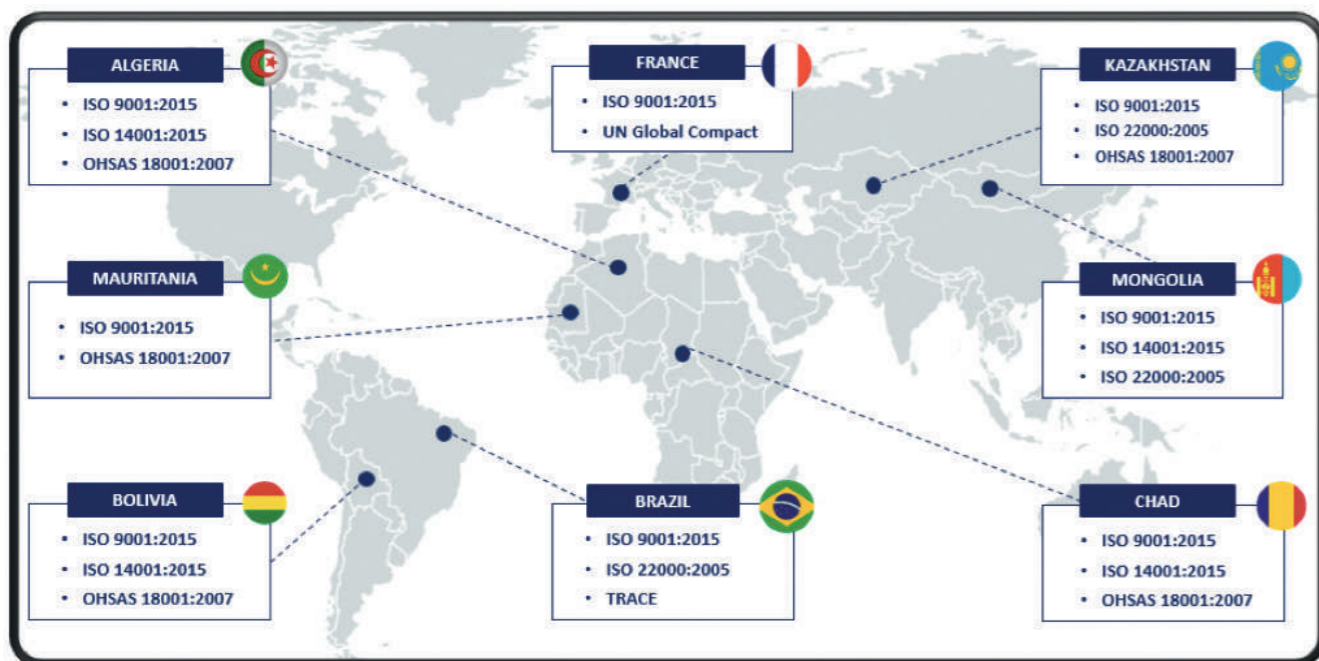 ALGERIA
• ISO 9001:2015
• ISO 14001:2015
• OHSAS 18001:2007
FRANCE
• ISO 9001:2015
• UN Global Compact
KAZAKHSTAN
• ISO 9001:2015
• ISO 22000:2005
• OHSAS 18001:2007
MAURITANIA
• ISO 9001:2015
• OHSAS 18001:2007
MONGOLIA
• ISO 9001:2015
• ISO 14001:2015
• ISO 22000:2005
BOLIVIA
• ISO 9001:2015
• ISO 14001:2015
• OHSAS 18001:2007
BRAZIL
• ISO 9001:2015
• ISO 22000:2005
• TRACE
CHAD
• ISO 9001:2015
• ISO 14001:2015
• OHSAS 18001:2007